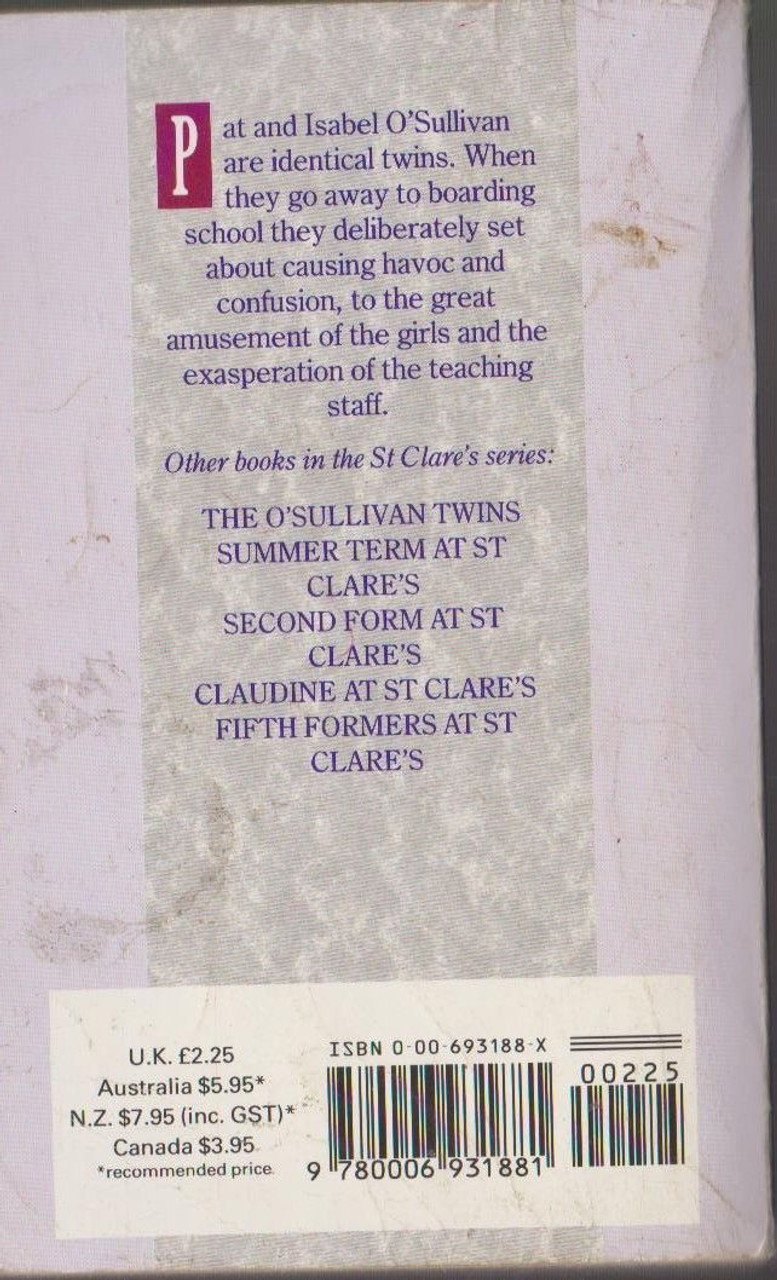 Pat and Isabel O'Sullivan
are identical twins. When
they go away to boarding
school they deliberately set
about causing havoc and
confusion, to the great
amusement of the girls and the
exasperation of the teaching
staff.
Other books in the St Clare's series:
THE O'SULLIVAN TWINS
SUMMER TERM AT ST
CLARE'S
SECOND FORM AT ST
CLARE'S
CLAUDINE AT ST CLARE'S
FIFTH FORMERS AT ST
CLARE'S
U.K. £2.25
Australia $5.95*
N.Z. $7.95 (inc. GST)*
Canada $3.95
*recommended price
ISBN 0-00-693188-X
00225
9 780006 931881